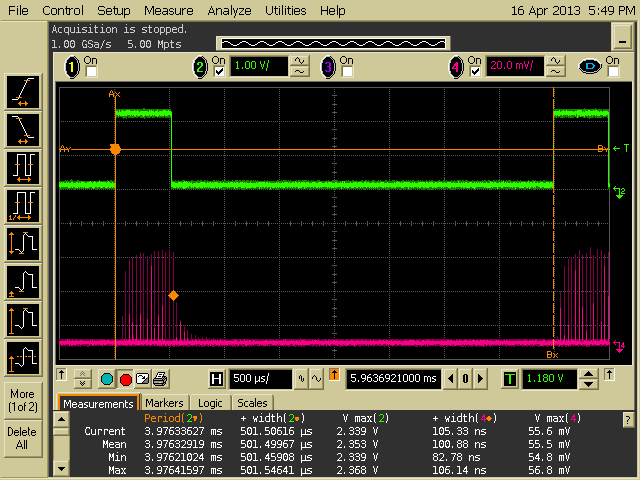 File Control Setup Measure Analyze Utilities Help 16 Apr 2013 5:49 PM
Acquisition is stopped.
1.00 GSa/s 5.00 Mpts
1 On 2 On 1.00 V/ 3 On 4 On 20.0 mV/ D On
Ax
Ay By T
2
17
4
Bx
H 500 µs/ 5.9636921000 ms 0 T 1.180 V
More
(1of 2)
Delete
All
Measurements Markers Logic Scales
Period(2) + width(2) V max(2) + width(4) V max(4) ?
Current 3.97633627 ms 501.50616 µs 2.339 V 105.33 ns 55.6 mV
Mean 3.97632919 ms 501.49967 µs 2.353 V 100.88 ns 55.5 mV
Min 3.97621024 ms 501.45908 µs 2.339 V 82.78 ns 54.8 mV
Max 3.97641597 ms 501.54641 µs 2.368 V 106.14 ns 56.8 mV